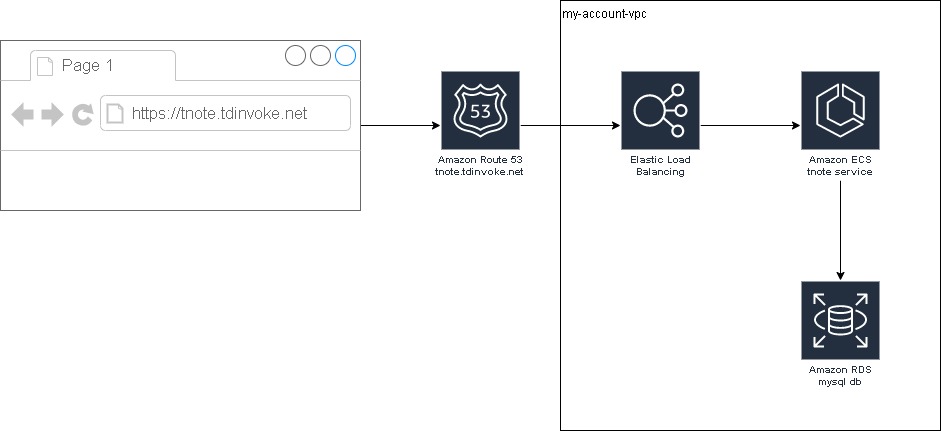 my-account-vpc
Page 1
https://tnote.tdinvoke.net
53
Amazon Route 53
tnote.tdinvoke.net
Elastic Load
Balancing
Amazon ECS
tnote service
Amazon RDS
mysql db